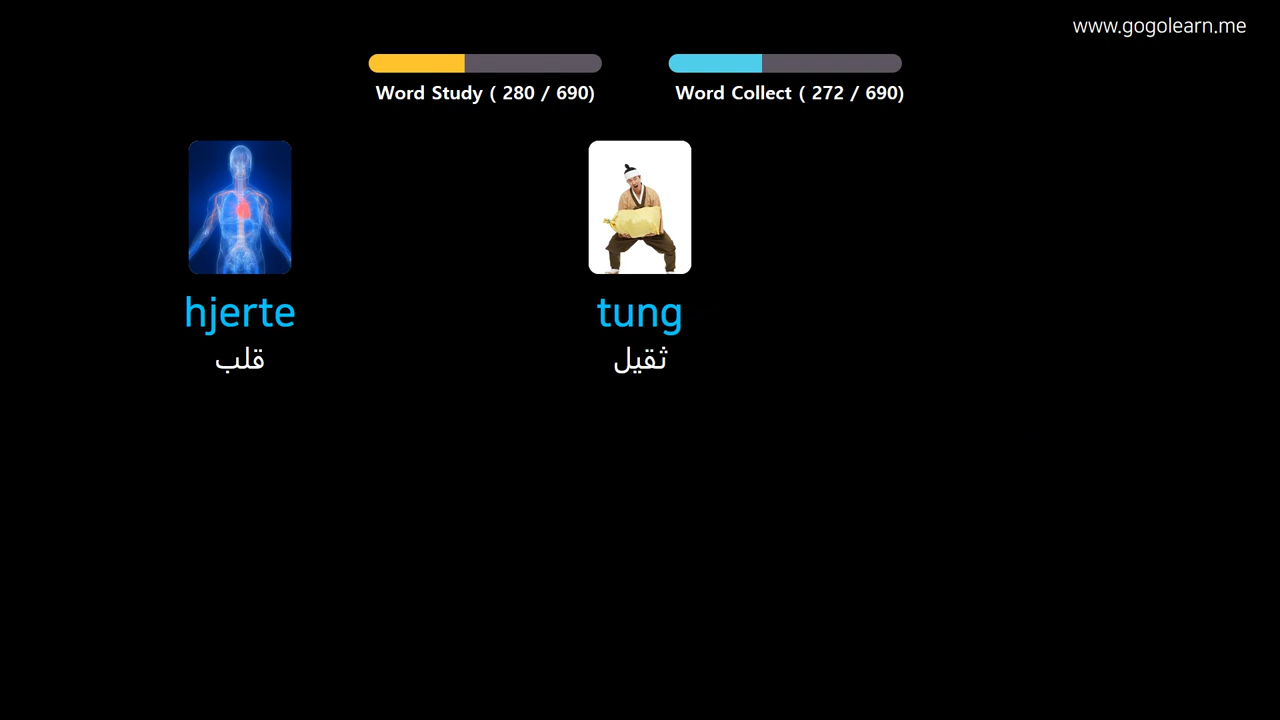 www.gogolearn.me
Word Study ( 280 / 690)
Word Collect ( 272 / 690)
hjerte
قلب
tung
ثقيل